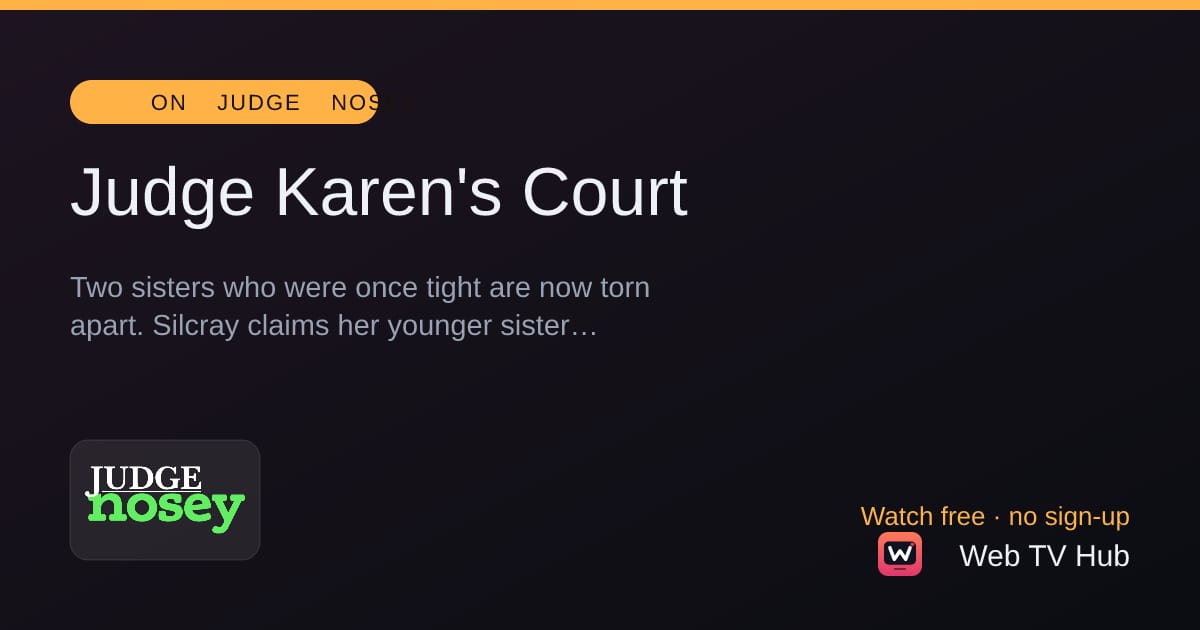 ON JUDGE NOSEY
Judge Karen's Court
Two sisters who were once tight are now torn
apart. Silcray claims her younger sister…
JUDGE
nosey
Watch free · no sign-up
W
Web TV Hub